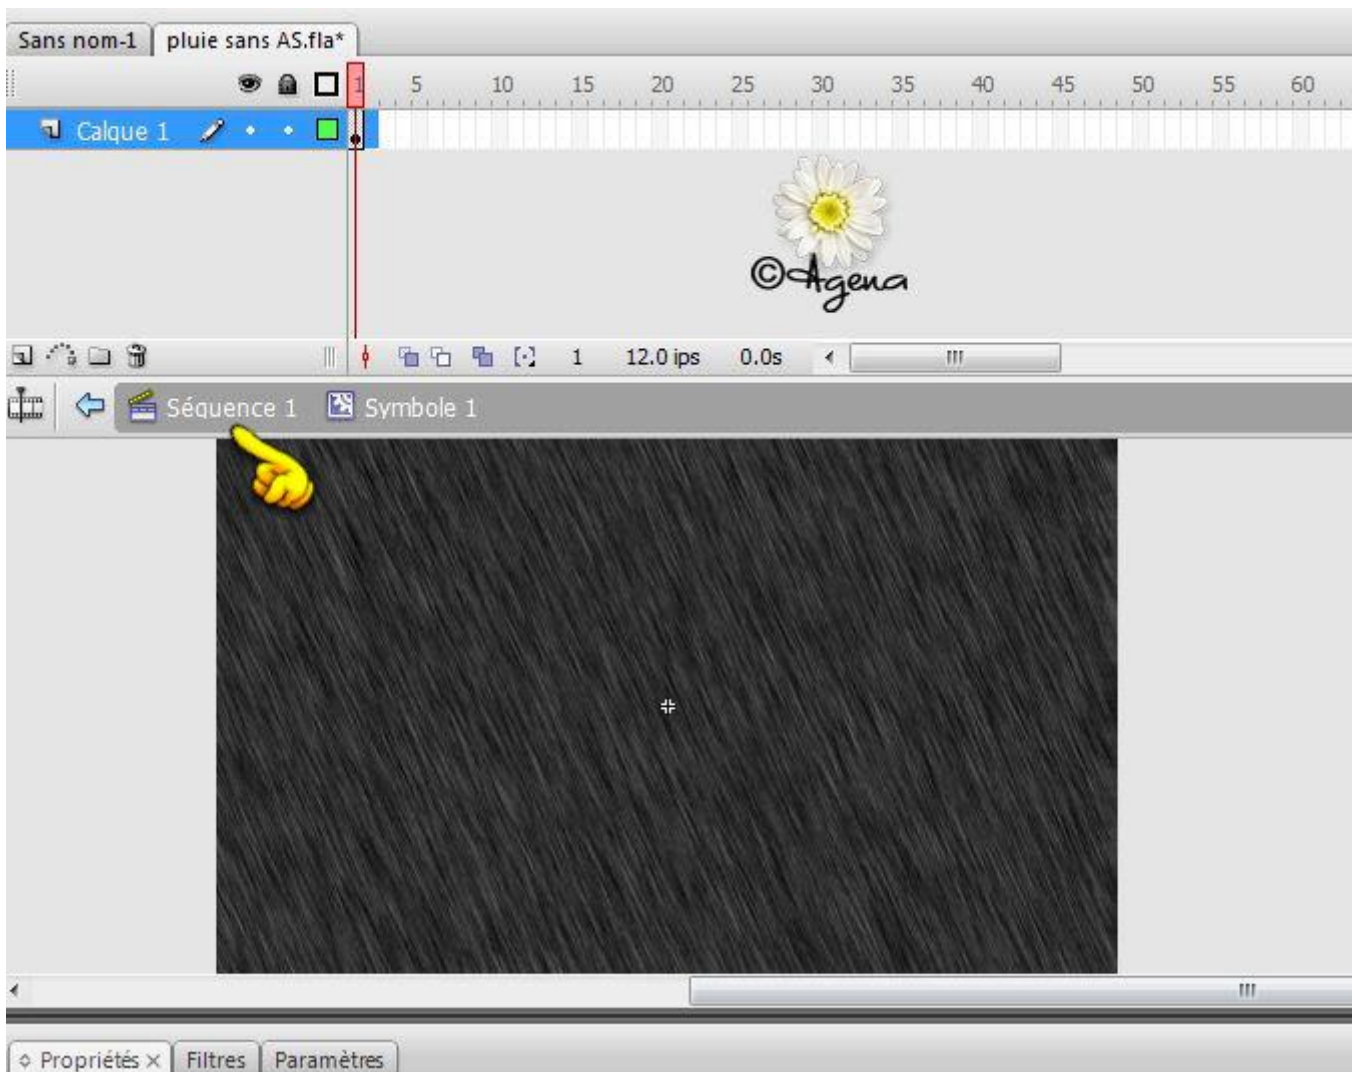 Sans nom-1 pluie sans AS.fla*
1 5 10 15 20 25 30 35 40 45 50 55 60
Calque 1
©Agena
1 12.0 ips 0.0s
Séquence 1 Symbole 1
Propriétés × Filtres Paramètres